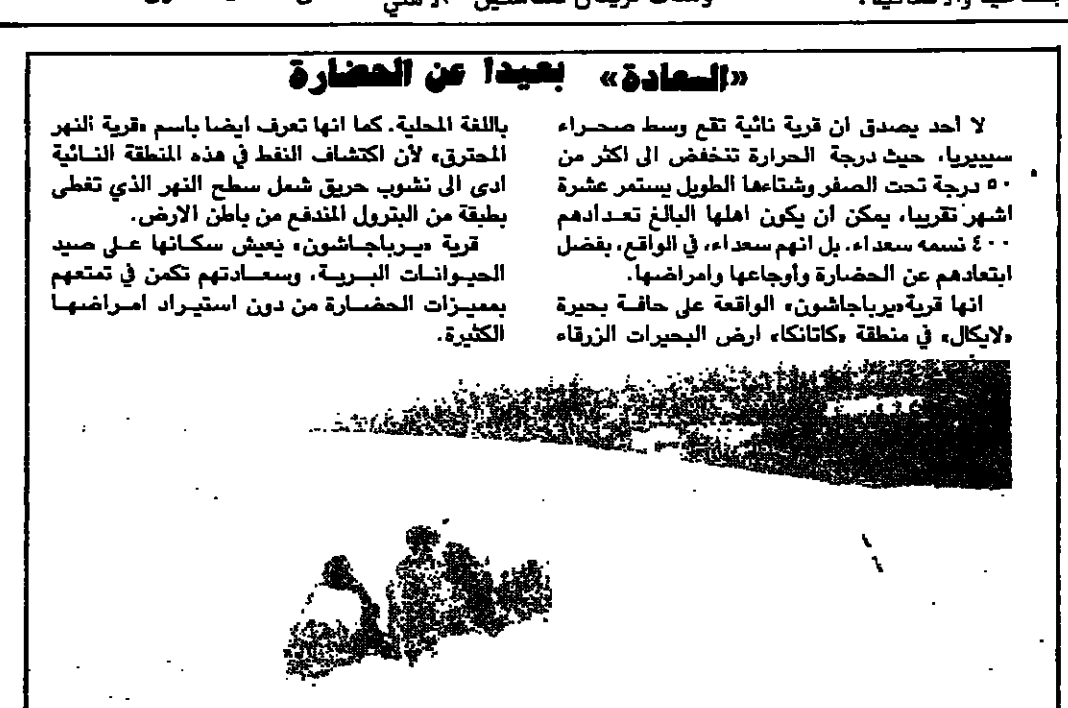 «السعادة» بعيدا عن الحضارة
لا أحد يصدق ان قرية نائية تقع وسط صحراء
سيبيريا، حيث درجة الحرارة تنخفض الى اكثر من
٥٠ درجة تحت الصفر وشتاءها الطويل يستمر عشرة
اشهر تقريبا، يمكن ان يكون اهلها البالغ تعدادهم
٤٠٠ نسمه سعداء. بل انهم سعداء، في الواقع، بفضل
ابتعادهم عن الحضارة وأوجاعها وامراضها.
انها قرية «يرباجاشون» الواقعة على حافة بحيرة
«لايكال» في منطقة «كاتانكا» ارض البحيرات الزرقاء
باللغة المحلية. كما انها تعرف ايضا باسم «قرية النهر
المحترق» لأن اكتشاف النفط في هذه المنطقة النائية
ادى الى نشوب حريق شمل سطح النهر الذي تغطى
بطبقة من البترول المندفع من باطن الارض.
قرية «يرباجاشون» يعيش سكانها على صيد
الحيوانات البرية، وسعادتهم تكمن في تمتعهم
بمميزات الحضارة من دون استيراد امراضها
الكثيرة.